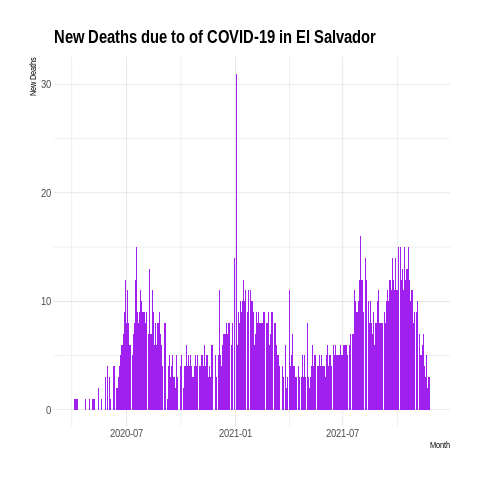 New Deaths due to of COVID-19 in El Salvador
New Deaths
30
20
10
0
2020-07
2021-01
2021-07
Month